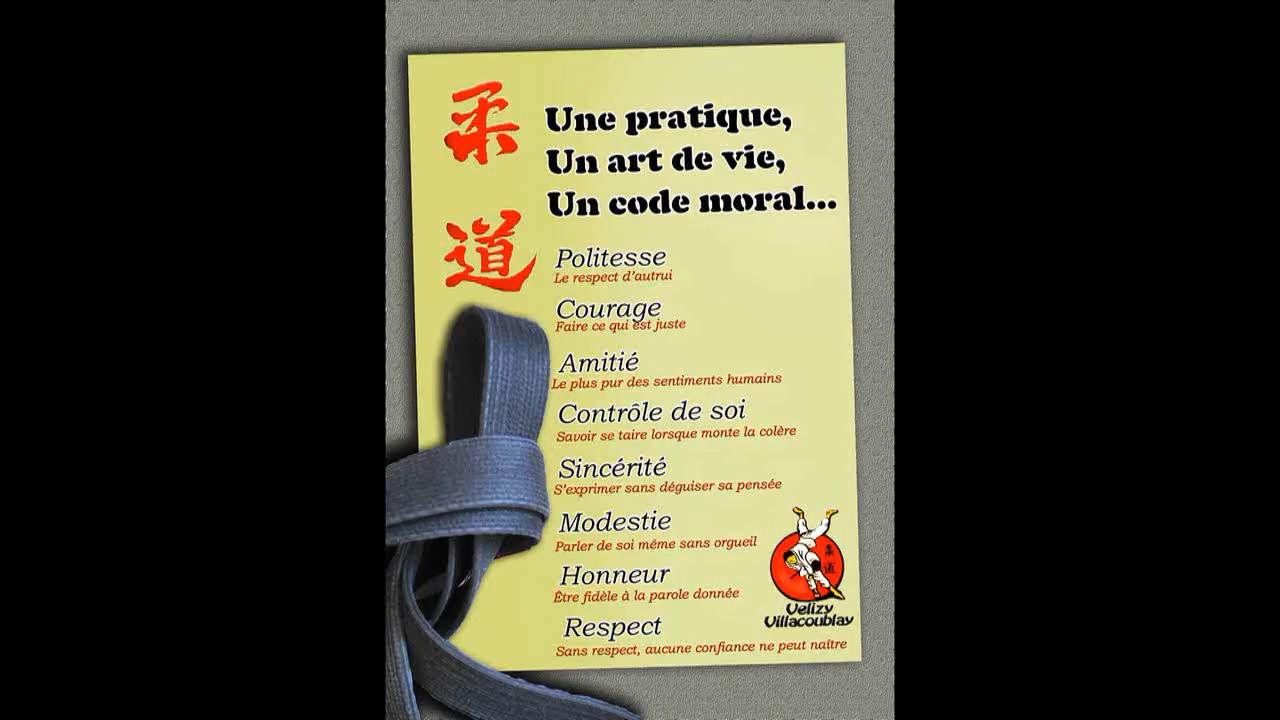 柔
道
Une pratique,
Un art de vie,
Un code moral...
Politesse
Le respect d'autrui
Courage
Faire ce qui est juste
Amitié
Le plus pur des sentiments humains
Contrôle de soi
Savoir se taire lorsque monte la colère
Sincérité
S'exprimer sans déguiser sa pensée
Modestie
Parler de soi même sans orgueil
Honneur
Être fidèle à la parole donnée
Respect
Sans respect, aucune confiance ne peut naître
柔
道
Velizy
Villacoublay